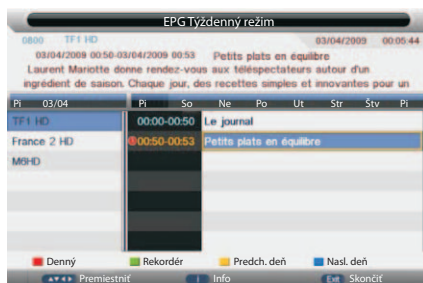 EPG Týždenný režim
0800 TF1 HD 03/04/2009 00:05:44
03/04/2009 00:50-03/04/2009 00:53 Petits plats en équilibre
Laurent Mariotte donne rendez-vous aux téléspectateurs autour d'un
ingrédient de saison. Chaque jour, des recettes simples et innovantes pour un
Pi 03/04 Pi So Ne Po Ut Str Štv Pi
TF1 HD 00:00-00:50 Le journal
France 2 HD 00:50-00:53 Petits plats en équilibre
M6HD
Denný Rekordér Predch. deň Nasl. deň
Premiestniť i Info Exit Skončiť